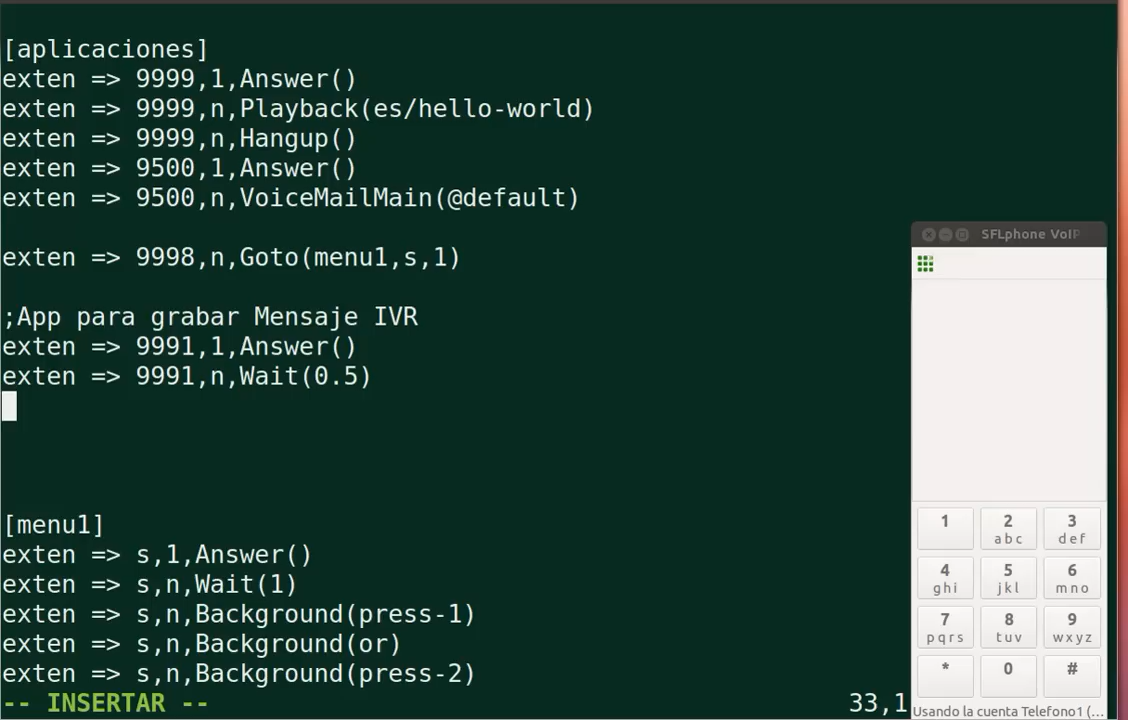 [aplicaciones]
exten => 9999,1,Answer()
exten => 9999,n,Playback(es/hello-world)
exten => 9999,n,Hangup()
exten => 9500,1,Answer()
exten => 9500,n,VoiceMailMain(@default)
exten => 9998,n,Goto(menu1,s,1)
;App para grabar Mensaje IVR
exten => 9991,1,Answer()
exten => 9991,n,Wait(0.5)
[menu1]
exten => s,1,Answer()
exten => s,n,Wait(1)
exten => s,n,Background(press-1)
exten => s,n,Background(or)
exten => s,n,Background(press-2)
-- INSERTAR --
33,1
SFLphone VoIP
1
2
3
abc
def
4
5
6
ghi
jkl
mno
7
8
9
pqrs
tuv
wxyz
*
0
#
Usando la cuenta Telefono1 (...